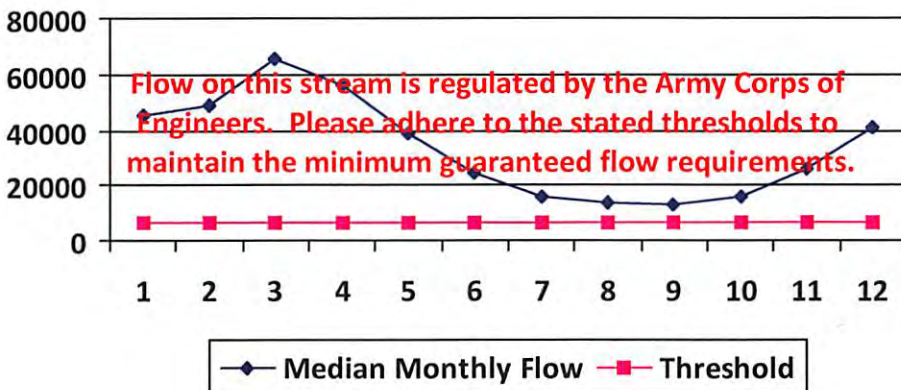 80000
60000
40000
20000
0
Flow on this stream is regulated by the Army Corps of
Engineers. Please adhere to the stated thresholds to
maintain the minimum guaranteed flow requirements.
1 2 3 4 5 6 7 8 9 10 11 12
Median Monthly Flow Threshold